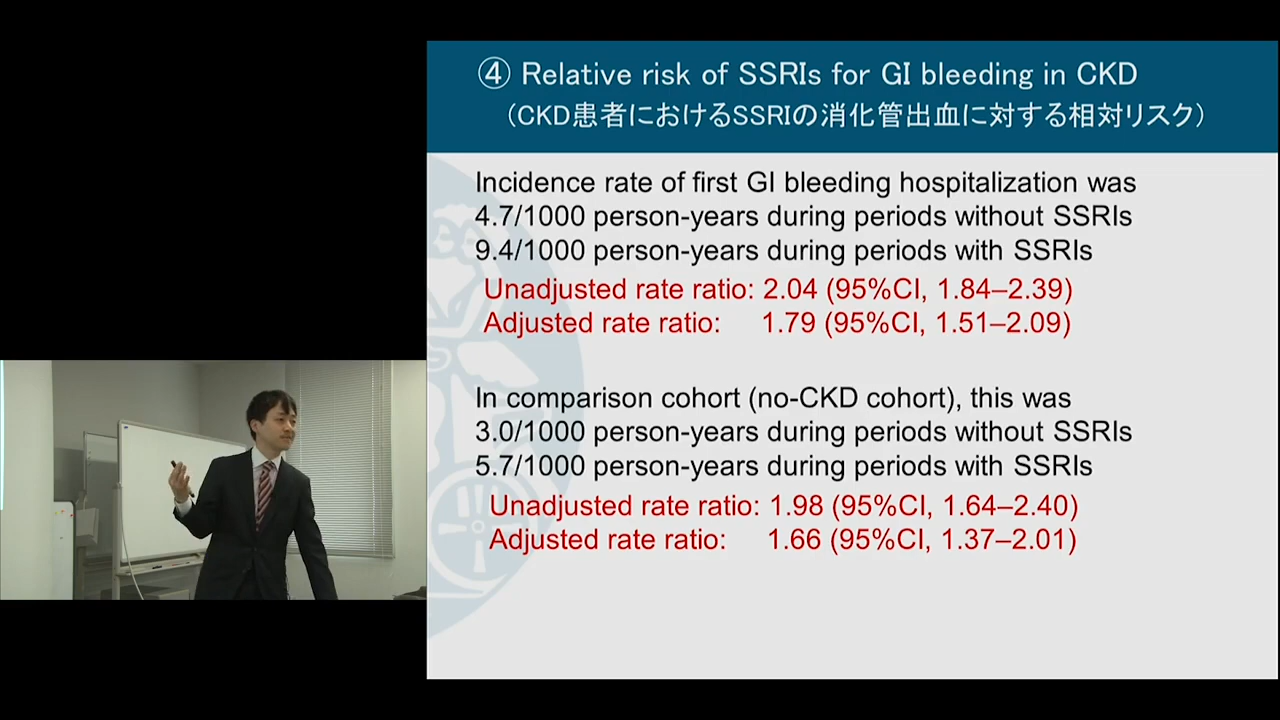 ④ Relative risk of SSRIs for GI bleeding in CKD
（CKD患者におけるSSRIの消化管出血に対する相対リスク）
Incidence rate of first GI bleeding hospitalization was
4.7/1000 person-years during periods without SSRIs
9.4/1000 person-years during periods with SSRIs
Unadjusted rate ratio: 2.04 (95%CI, 1.84–2.39)
Adjusted rate ratio: 1.79 (95%CI, 1.51–2.09)
In comparison cohort (no-CKD cohort), this was
3.0/1000 person-years during periods without SSRIs
5.7/1000 person-years during periods with SSRIs
Unadjusted rate ratio: 1.98 (95%CI, 1.64–2.40)
Adjusted rate ratio: 1.66 (95%CI, 1.37–2.01)